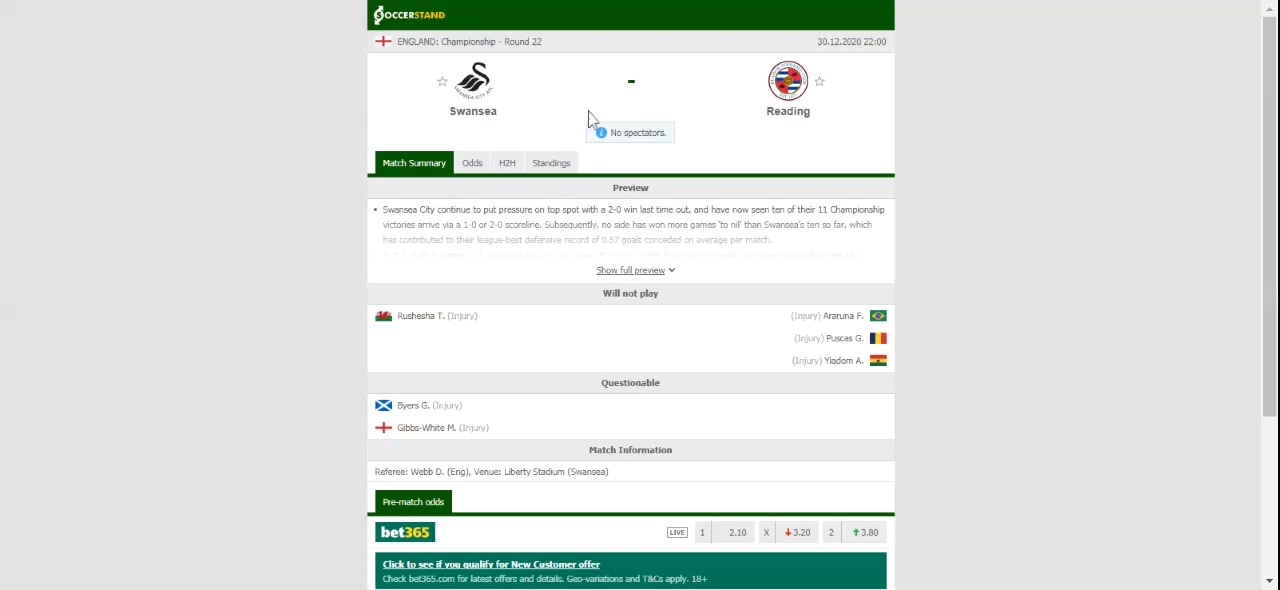 SOCCERSTAND
ENGLAND: Championship - Round 22 30.12.2020 22:00
-
Swansea Reading
No spectators.
Match Summary Odds H2H Standings
Preview
• Swansea City continue to put pressure on top spot with a 2-0 win last time out, and have now seen ten of their 11 Championship
victories arrive via a 1-0 or 2-0 scoreline. Subsequently, no side has won more games 'to nil' than Swansea's ten so far, which
has contributed to their league-best defensive record of 0.57 goals conceded on average per match.
Show full preview
Will not play
Rushesha T. (Injury) (Injury) Araruna F.
(Injury) Puscas G.
(Injury) Yiadom A.
Questionable
Byers G. (Injury)
Gibbs-White M. (Injury)
Match Information
Referee: Webb D. (Eng), Venue: Liberty Stadium (Swansea)
Pre-match odds
bet365 LIVE 1 2.10 X 3.20 2 3.80
Click to see if you qualify for New Customer offer
Check bet365.com for latest offers and details. Geo-variations and T&Cs apply. 18+